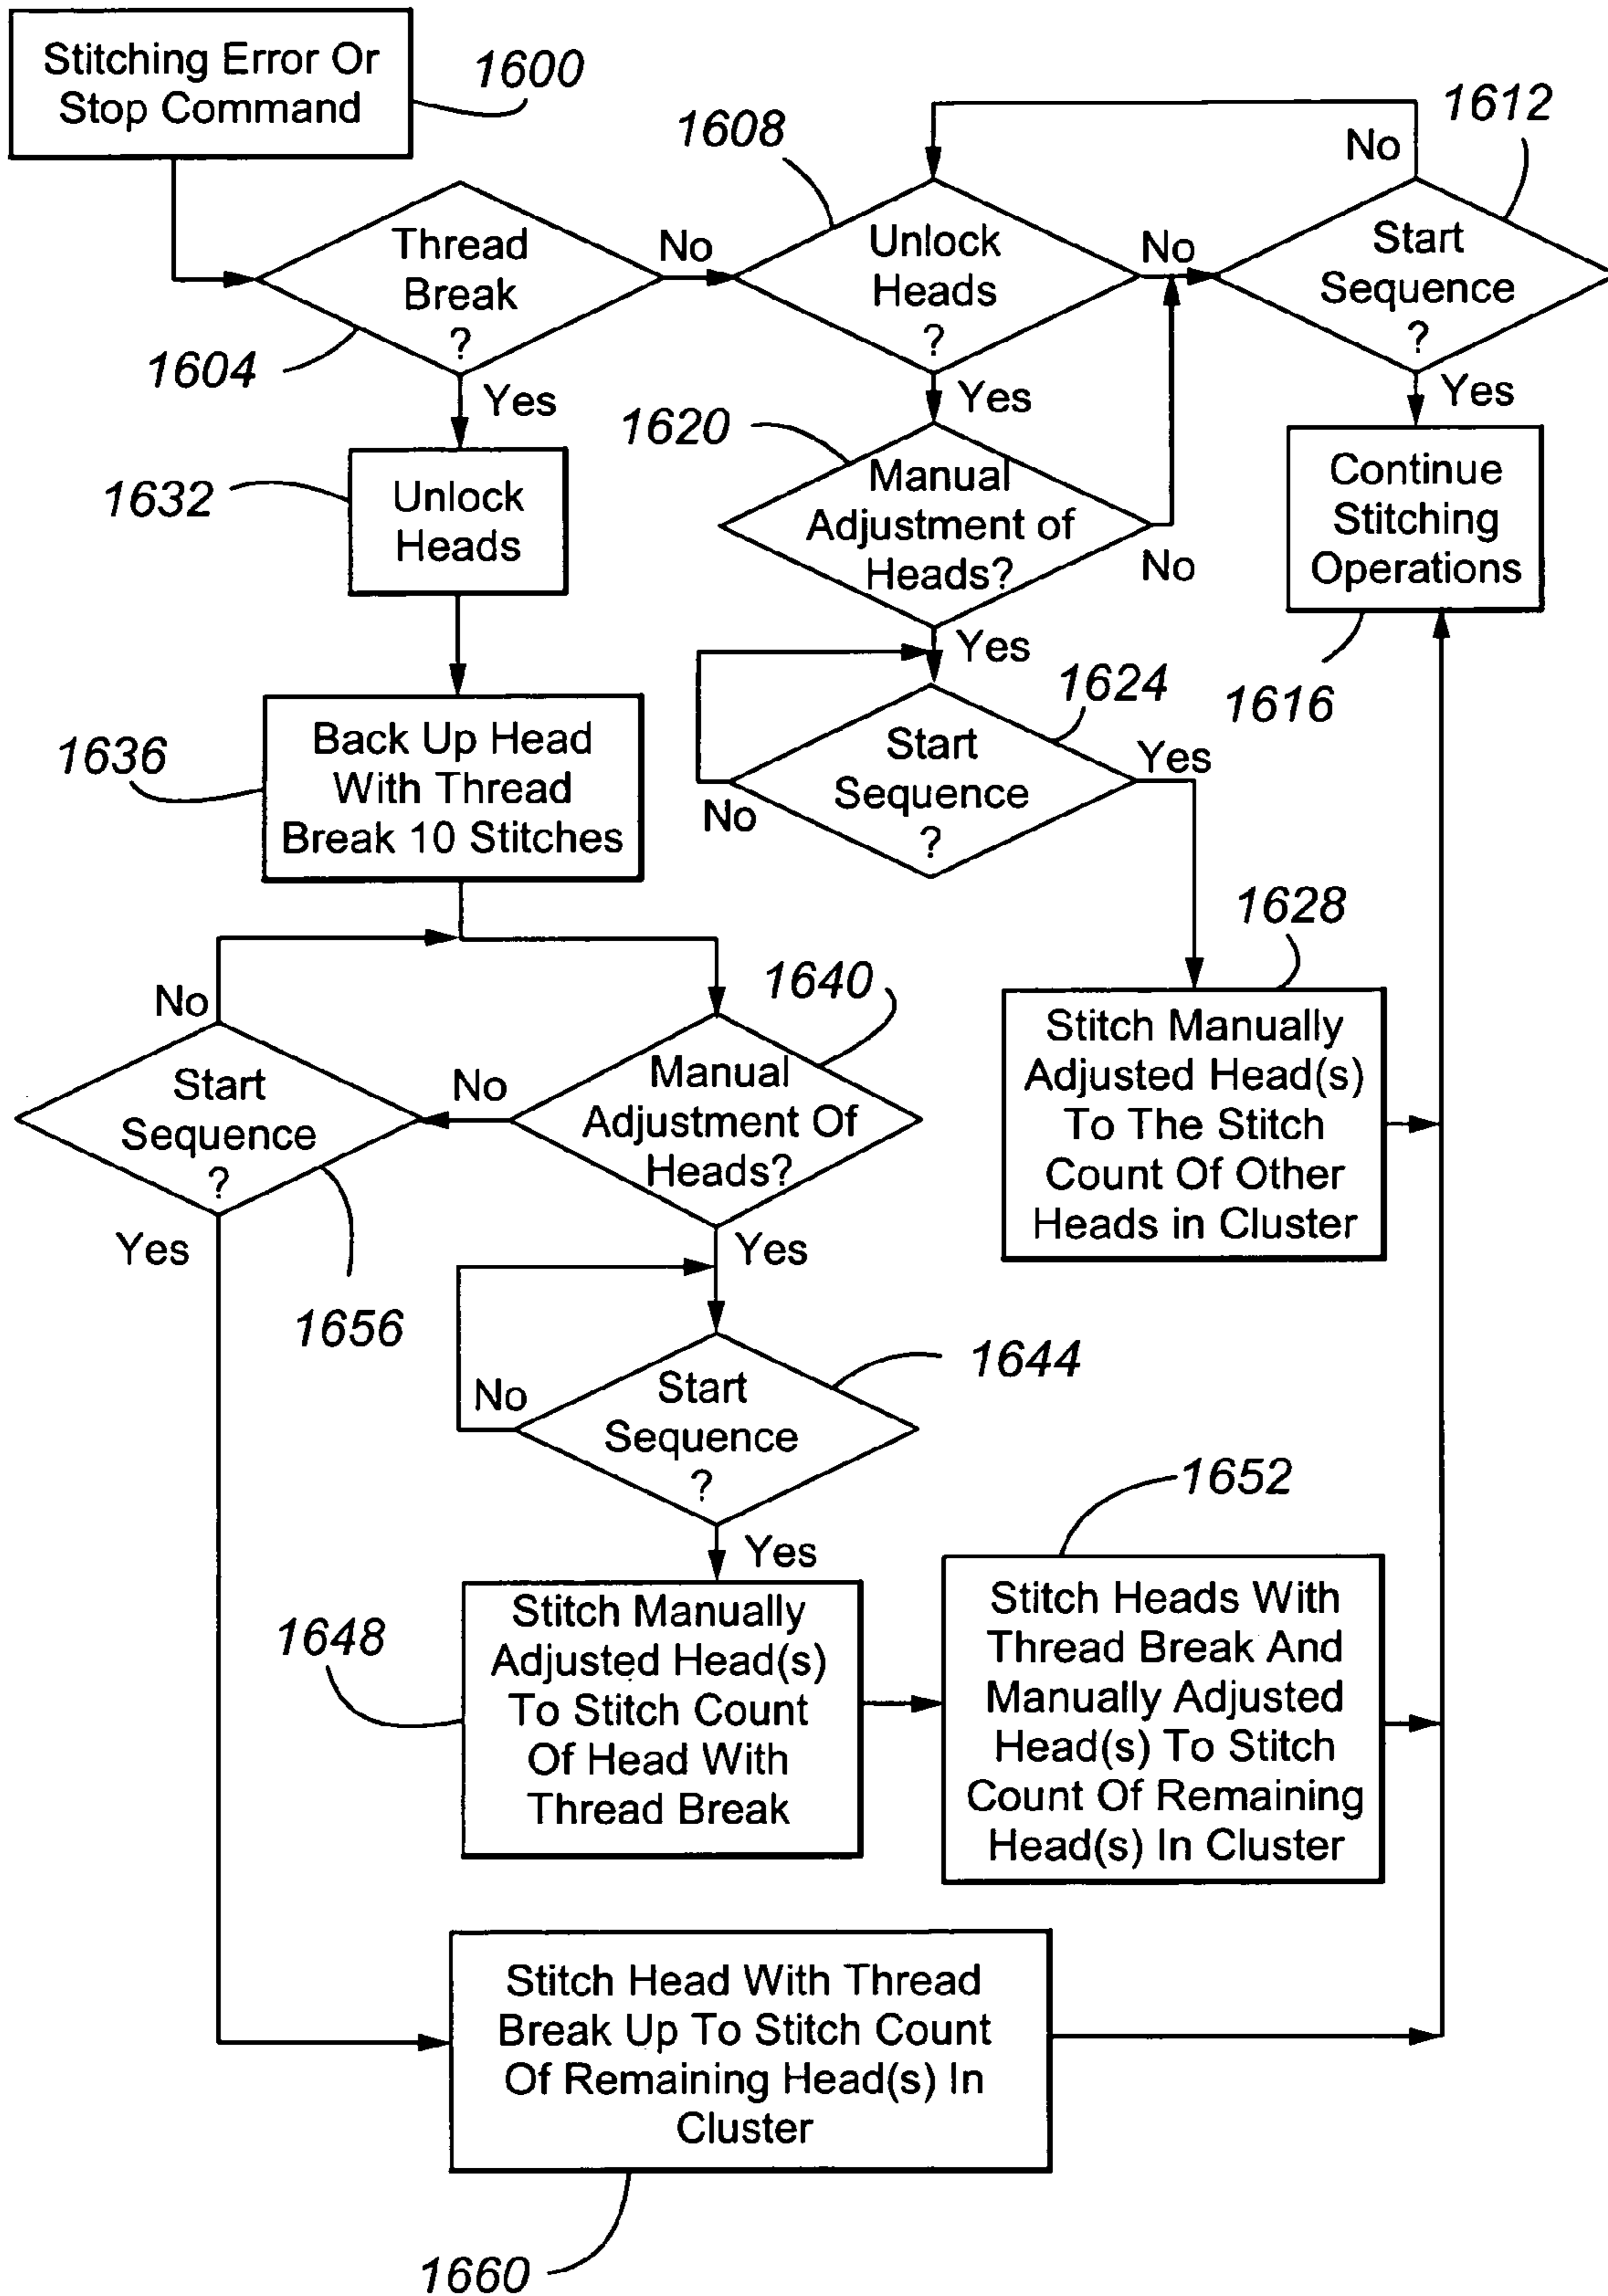 Stitching Error Or
Stop Command
1600
1604
Thread
Break
?
No
Yes
1608
Unlock
Heads
?
No
Yes
1612
Start
Sequence
?
No
Yes
Continue
Stitching
Operations
1616
1620
Manual
Adjustment of
Heads?
No
Yes
1624
Start
Sequence
?
No
Yes
1628
Stitch Manually
Adjusted Head(s)
To The Stitch
Count Of Other
Heads in Cluster
1632
Unlock
Heads
1636
Back Up Head
With Thread
Break 10 Stitches
1640
Manual
Adjustment Of
Heads?
No
Yes
1656
Start
Sequence
?
No
Yes
1644
Start
Sequence
?
No
Yes
1648
Stitch Manually
Adjusted Head(s)
To Stitch Count
Of Head With
Thread Break
1652
Stitch Heads With
Thread Break And
Manually Adjusted
Head(s) To Stitch
Count Of Remaining
Head(s) In Cluster
Stitch Head With Thread
Break Up To Stitch Count
Of Remaining Head(s) In
Cluster
1660